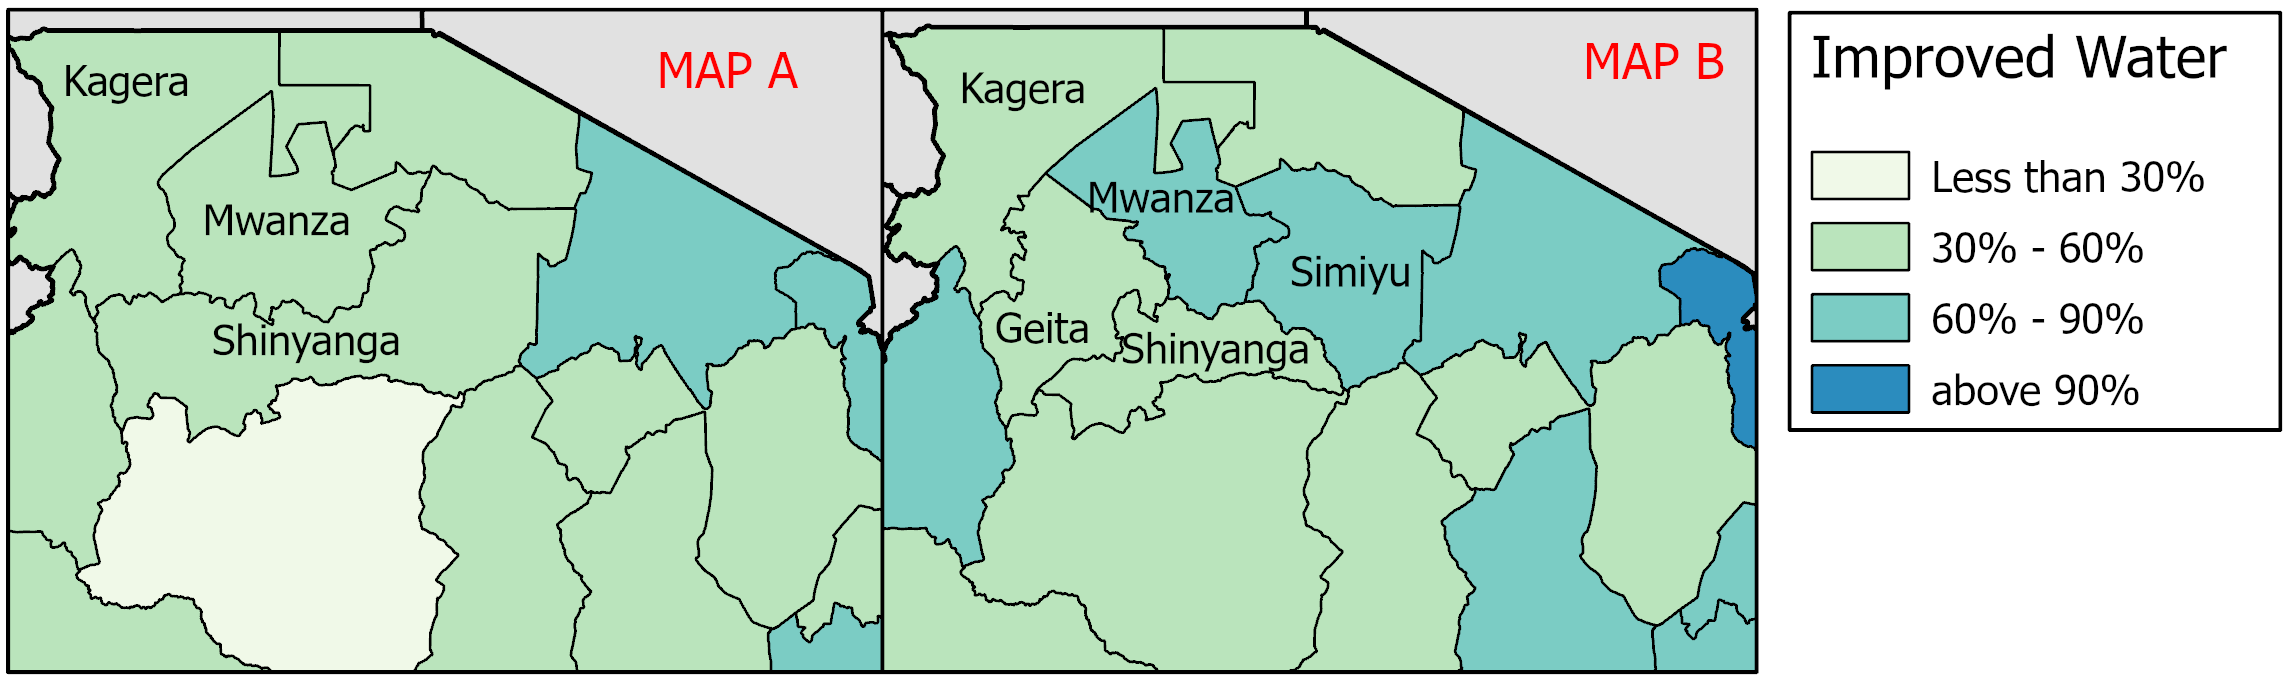 MAP A
Kagera
Mwanza
Shinyanga
MAP B
Kagera
Mwanza
Simiyu
Geita
Shinyanga
Improved Water
Less than 30%
30% - 60%
60% - 90%
above 90%